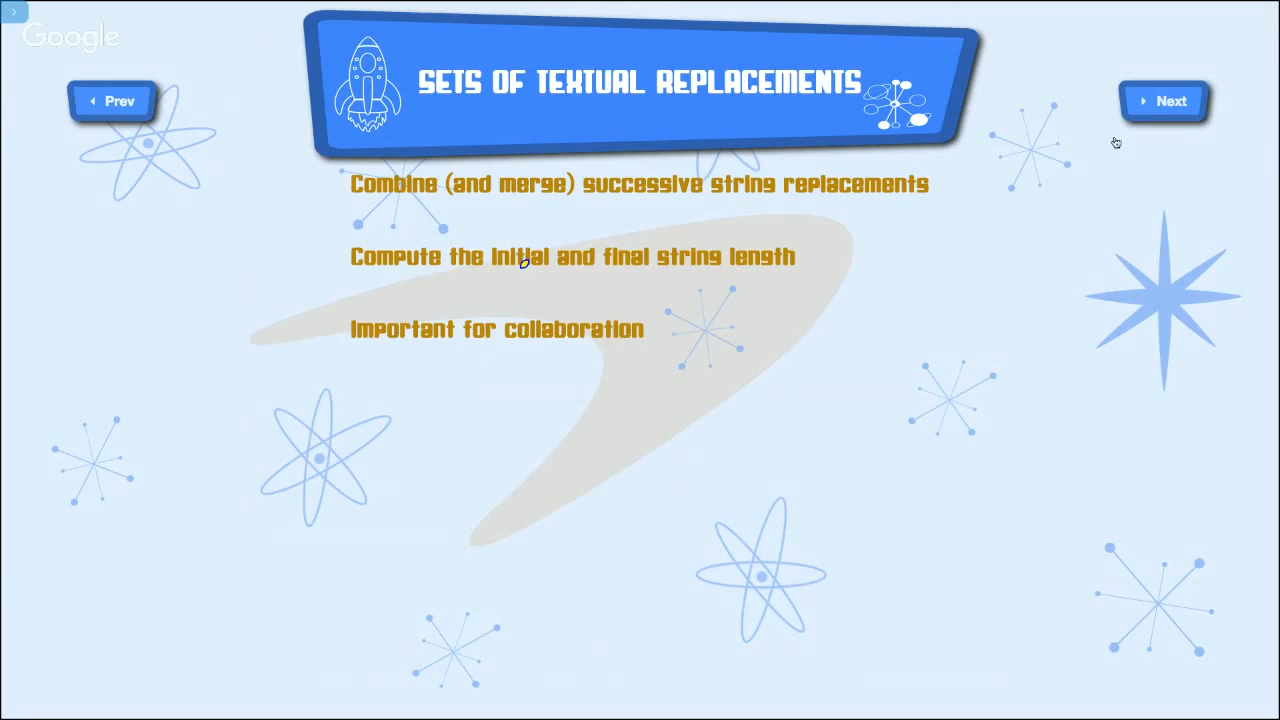 Google
SETS OF TEXTUAL REPLACEMENTS
Prev
Next
Combine (and merge) successive string replacements
Compute the initial and final string length
Important for collaboration